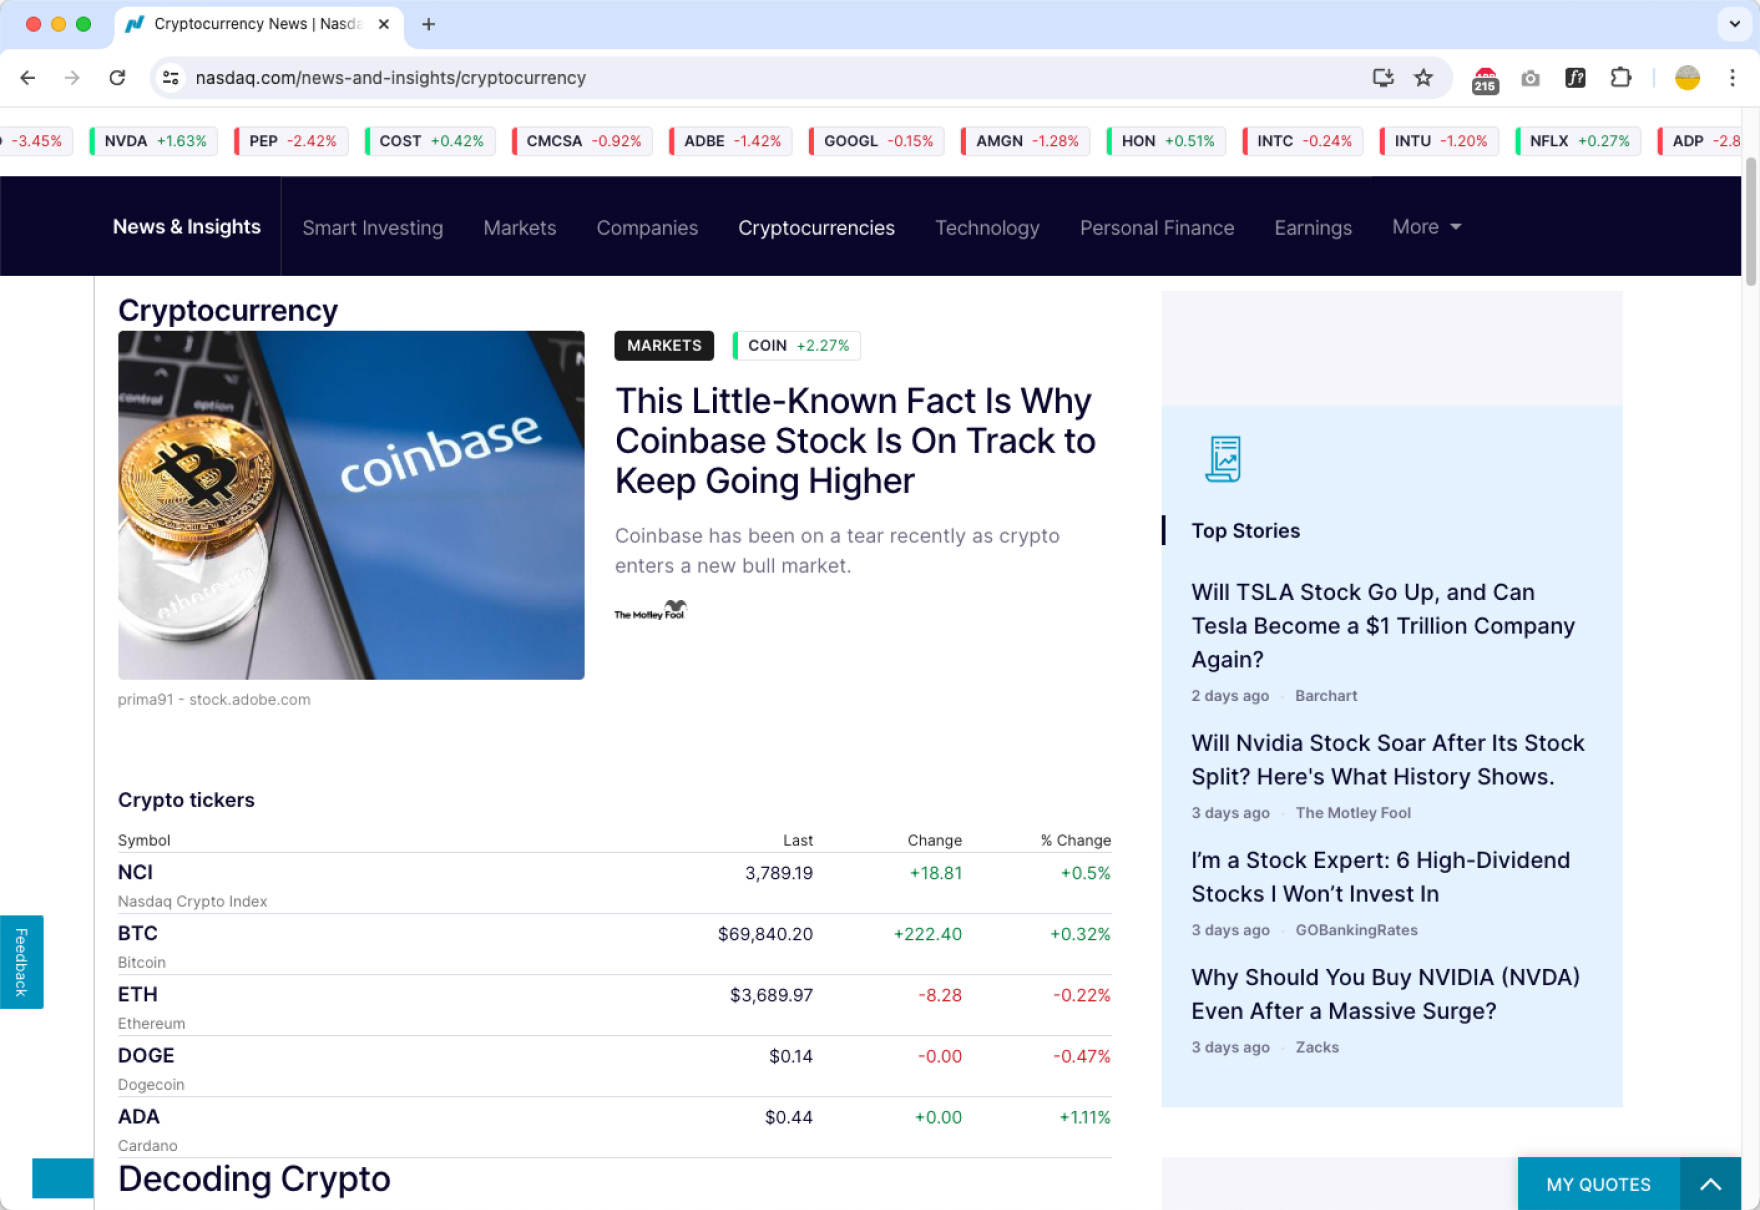 Cryptocurrency News | Nasda
nasdaq.com/news-and-insights/cryptocurrency
215
-3.45% NVDA +1.63% PEP -2.42% COST +0.42% CMCSA -0.92% ADBE -1.42% GOOGL -0.15% AMGN -1.28% HON +0.51% INTC -0.24% INTU -1.20% NFLX +0.27% ADP -2.8
News & Insights Smart Investing Markets Companies Cryptocurrencies Technology Personal Finance Earnings More
Cryptocurrency
control option
coinbase
ethereum
prima91 - stock.adobe.com
MARKETS COIN +2.27%
This Little-Known Fact Is Why
Coinbase Stock Is On Track to
Keep Going Higher
Coinbase has been on a tear recently as crypto
enters a new bull market.
The Motley Fool
Crypto tickers
Symbol Last Change % Change
NCI 3,789.19 +18.81 +0.5%
Nasdaq Crypto Index
BTC $69,840.20 +222.40 +0.32%
Bitcoin
ETH $3,689.97 -8.28 -0.22%
Ethereum
DOGE $0.14 -0.00 -0.47%
Dogecoin
ADA $0.44 +0.00 +1.11%
Cardano
Decoding Crypto
Top Stories
Will TSLA Stock Go Up, and Can
Tesla Become a $1 Trillion Company
Again?
2 days ago · Barchart
Will Nvidia Stock Soar After Its Stock
Split? Here's What History Shows.
3 days ago · The Motley Fool
I’m a Stock Expert: 6 High-Dividend
Stocks I Won’t Invest In
3 days ago · GOBankingRates
Why Should You Buy NVIDIA (NVDA)
Even After a Massive Surge?
3 days ago · Zacks
Feedback
MY QUOTES